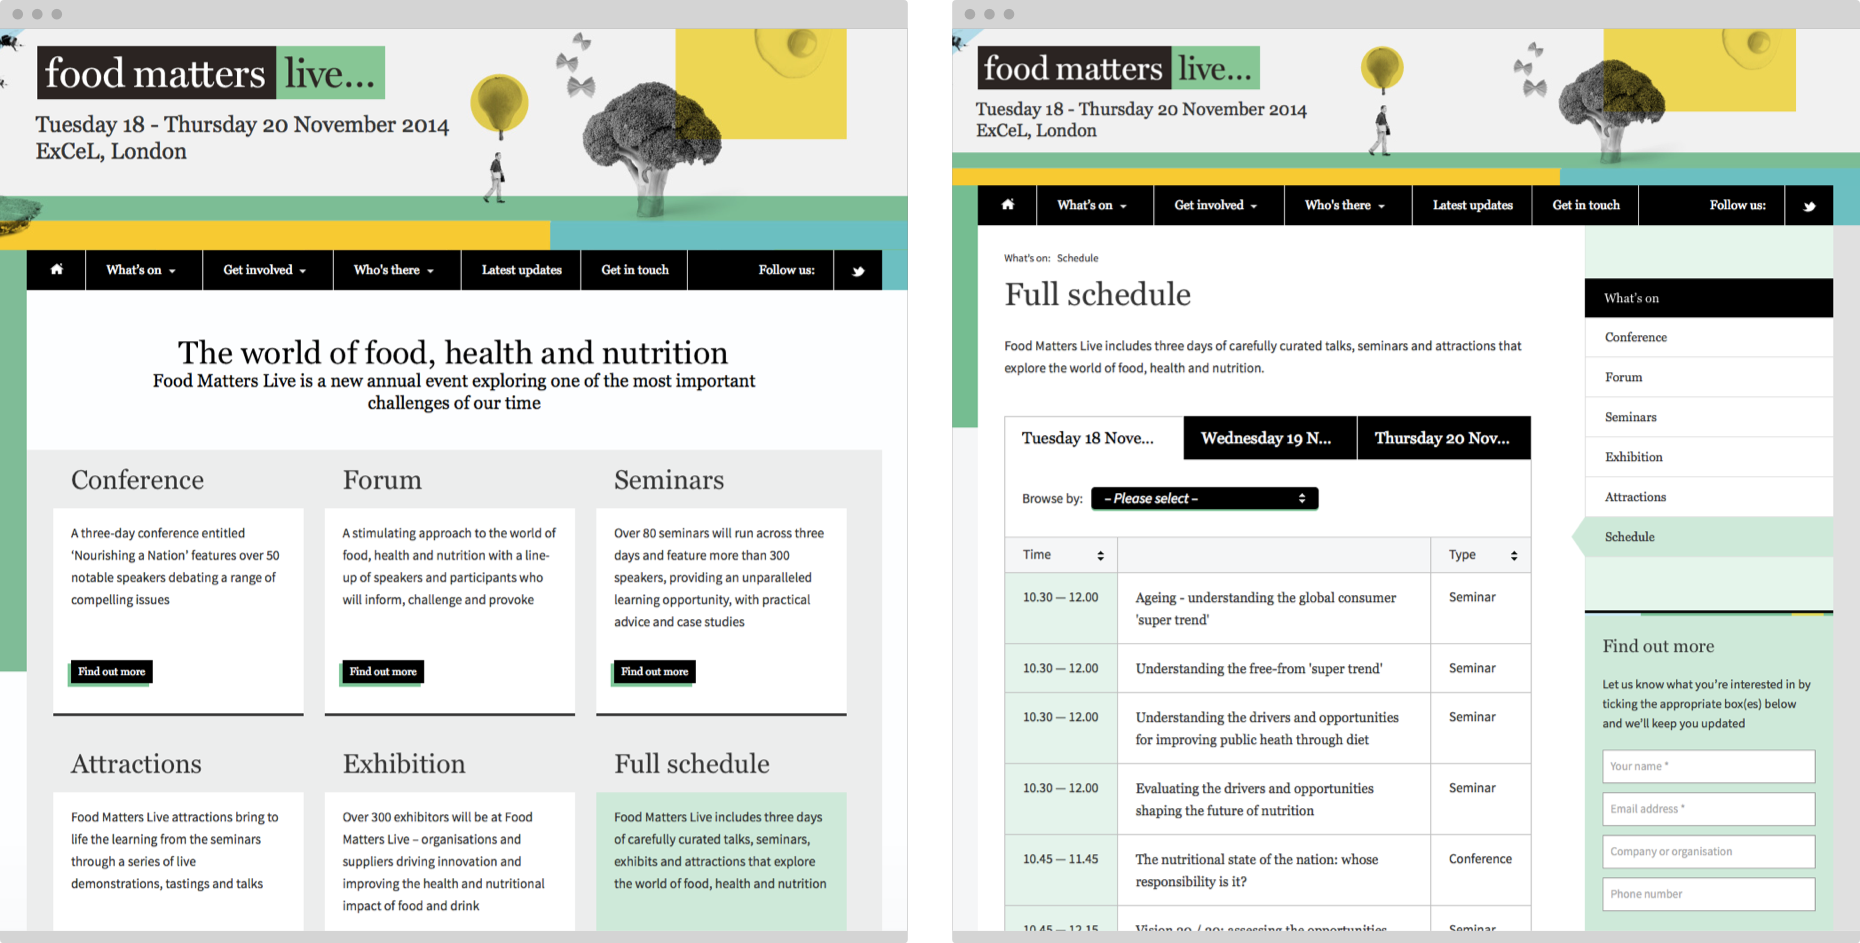 food matters live...
Tuesday 18 - Thursday 20 November 2014
ExCeL, London
What's on
Get involved
Who's there
Latest updates
Get in touch
Follow us:
The world of food, health and nutrition
Food Matters Live is a new annual event exploring one of the most important
challenges of our time
Conference
A three-day conference entitled
‘Nourishing a Nation’ features over 50
notable speakers debating a range of
compelling issues
Find out more
Forum
A stimulating approach to the world of
food, health and nutrition with a line-
up of speakers and participants who
will inform, challenge and provoke
Find out more
Seminars
Over 80 seminars will run across three
days and feature more than 300
speakers, providing an unparalleled
learning opportunity, with practical
advice and case studies
Find out more
Attractions
Food Matters Live attractions bring to
life the learning from the seminars
through a series of live
demonstrations, tastings and talks
Exhibition
Over 300 exhibitors will be at Food
Matters Live – organisations and
suppliers driving innovation and
improving the health and nutritional
impact of food and drink
Full schedule
Food Matters Live includes three days
of carefully curated talks, seminars,
exhibits and attractions that explore
the world of food, health and nutrition
food matters live...
Tuesday 18 - Thursday 20 November 2014
ExCeL, London
What's on
Get involved
Who's there
Latest updates
Get in touch
Follow us:
What's on: Schedule
Full schedule
Food Matters Live includes three days of carefully curated talks, seminars and attractions that
explore the world of food, health and nutrition.
Tuesday 18 Nove...
Wednesday 19 N...
Thursday 20 Nov...
Browse by: – Please select –
Time Type
10.30 — 12.00 Ageing - understanding the global consumer Seminar
'super trend'
10.30 — 12.00 Understanding the free-from 'super trend' Seminar
10.30 — 12.00 Understanding the drivers and opportunities Seminar
for improving public heath through diet
10.30 — 12.00 Evaluating the drivers and opportunities Seminar
shaping the future of nutrition
10.45 — 11.45 The nutritional state of the nation: whose Conference
responsibility is it?
10.45 — 12.15 Vision 20 / 20: assessing the opportunities Seminar
What's on
Conference
Forum
Seminars
Exhibition
Attractions
Schedule
Find out more
Let us know what you're interested in by
ticking the appropriate box(es) below
and we'll keep you updated
Your name *
Email address *
Company or organisation
Phone number